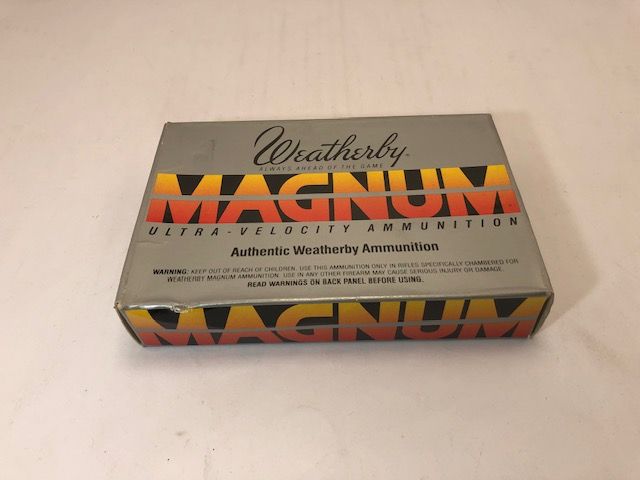 Weatherby™
ALWAYS AHEAD OF THE GAME
MAGNUM
ULTRA-VELOCITY AMMUNITION
Authentic Weatherby Ammunition
WARNING: KEEP OUT OF REACH OF CHILDREN. USE THIS AMMUNITION ONLY IN RIFLES SPECIFICALLY CHAMBERED FOR
WEATHERBY MAGNUM AMMUNITION. USE IN ANY OTHER FIREARM MAY CAUSE SERIOUS INJURY OR DAMAGE.
READ WARNINGS ON BACK PANEL BEFORE USING.
MAGNUM